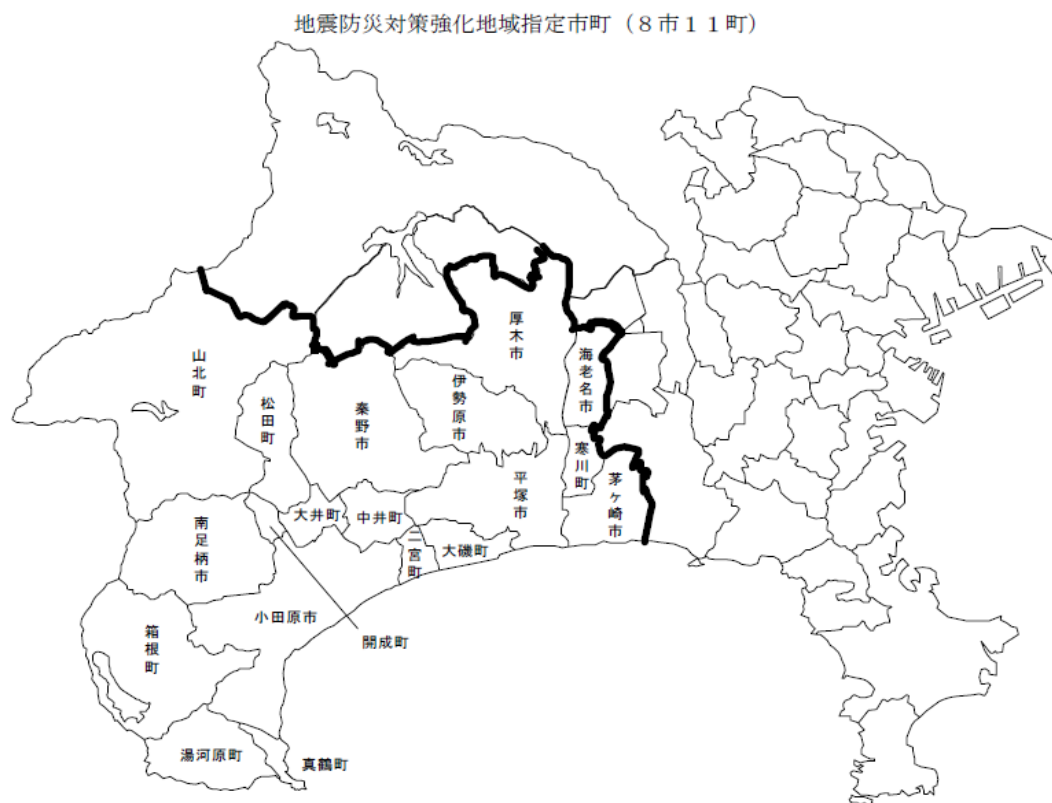 地震防災対策強化地域指定市町（８市１１町）
厚木市
山北町
海老名市
伊勢原市
松田町
秦野市
寒川町
平塚市
茅ヶ崎市
大井町
中井町
南足柄市
二宮町
大磯町
小田原市
開成町
箱根町
湯河原町
真鶴町